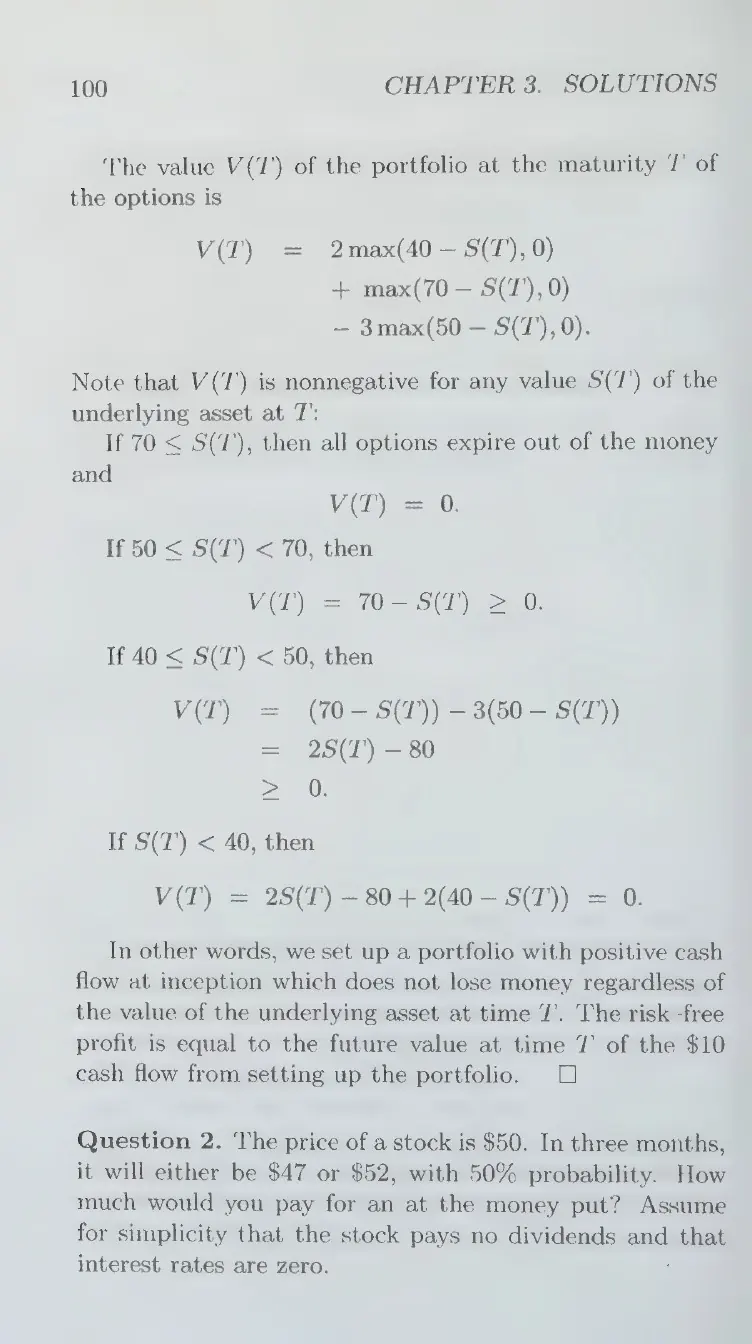 100 CHAPTER 3. SOLUTIONS
The value V(T) of the portfolio at the maturity T of
the options is
V(T) = 2 max(40 − S(T), 0)
+ max(70 − S(T), 0)
− 3 max(50 − S(T), 0).
Note that V(T) is nonnegative for any value S(T) of the
underlying asset at T:
If 70 ≤ S(T), then all options expire out of the money
and
V(T) = 0.
If 50 ≤ S(T) < 70, then
V(T) = 70 − S(T) ≥ 0.
If 40 ≤ S(T) < 50, then
V(T) = (70 − S(T)) − 3(50 − S(T))
= 2S(T) − 80
≥ 0.
If S(T) < 40, then
V(T) = 2S(T) − 80 + 2(40 − S(T)) = 0.
In other words, we set up a portfolio with positive cash
flow at inception which does not lose money regardless of
the value of the underlying asset at time T. The risk-free
profit is equal to the future value at time T of the $10
cash flow from setting up the portfolio. □
Question 2. The price of a stock is $50. In three months,
it will either be $47 or $52, with 50% probability. How
much would you pay for an at the money put? Assume
for simplicity that the stock pays no dividends and that
interest rates are zero.